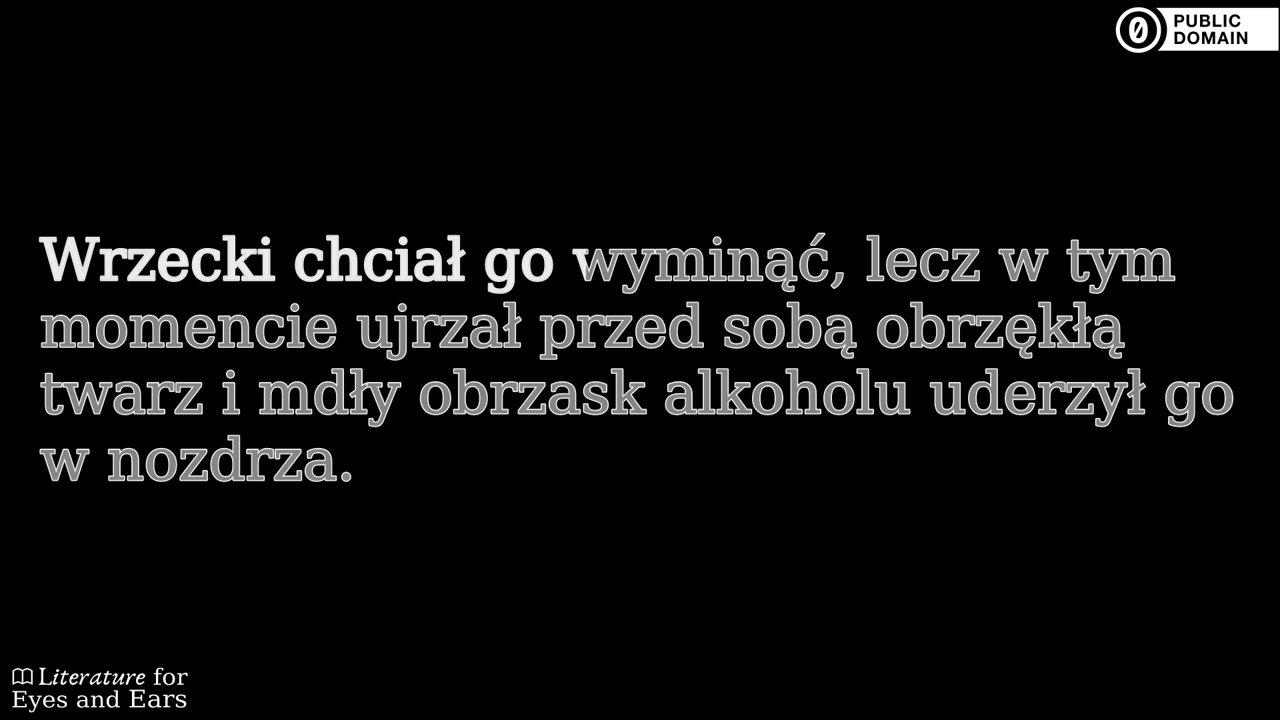 PUBLIC
DOMAIN
Wrzecki chciał go wyminąć, lecz w tym
momencie ujrzał przed sobą obrzękłą
twarz i mdły obrzask alkoholu uderzył go
w nozdrza.
Literature for
Eyes and Ears